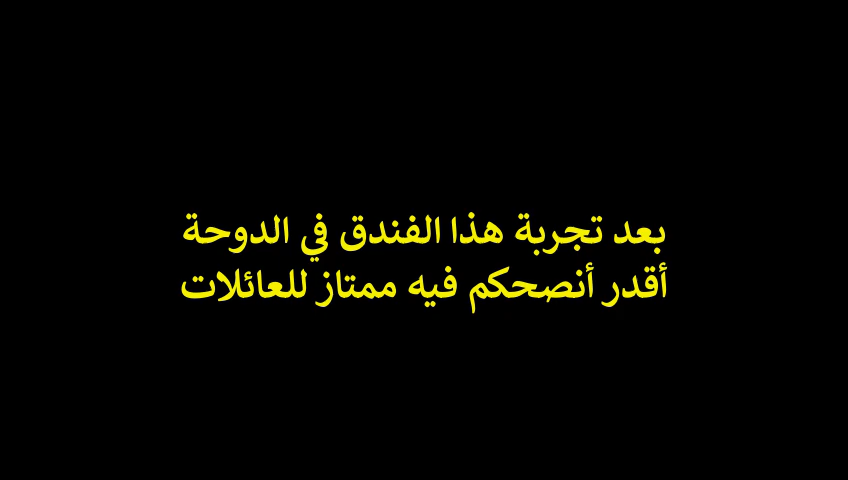 بعد تجربة هذا الفندق في الدوحة
أقدر أنصحكم فيه ممتاز للعائلات